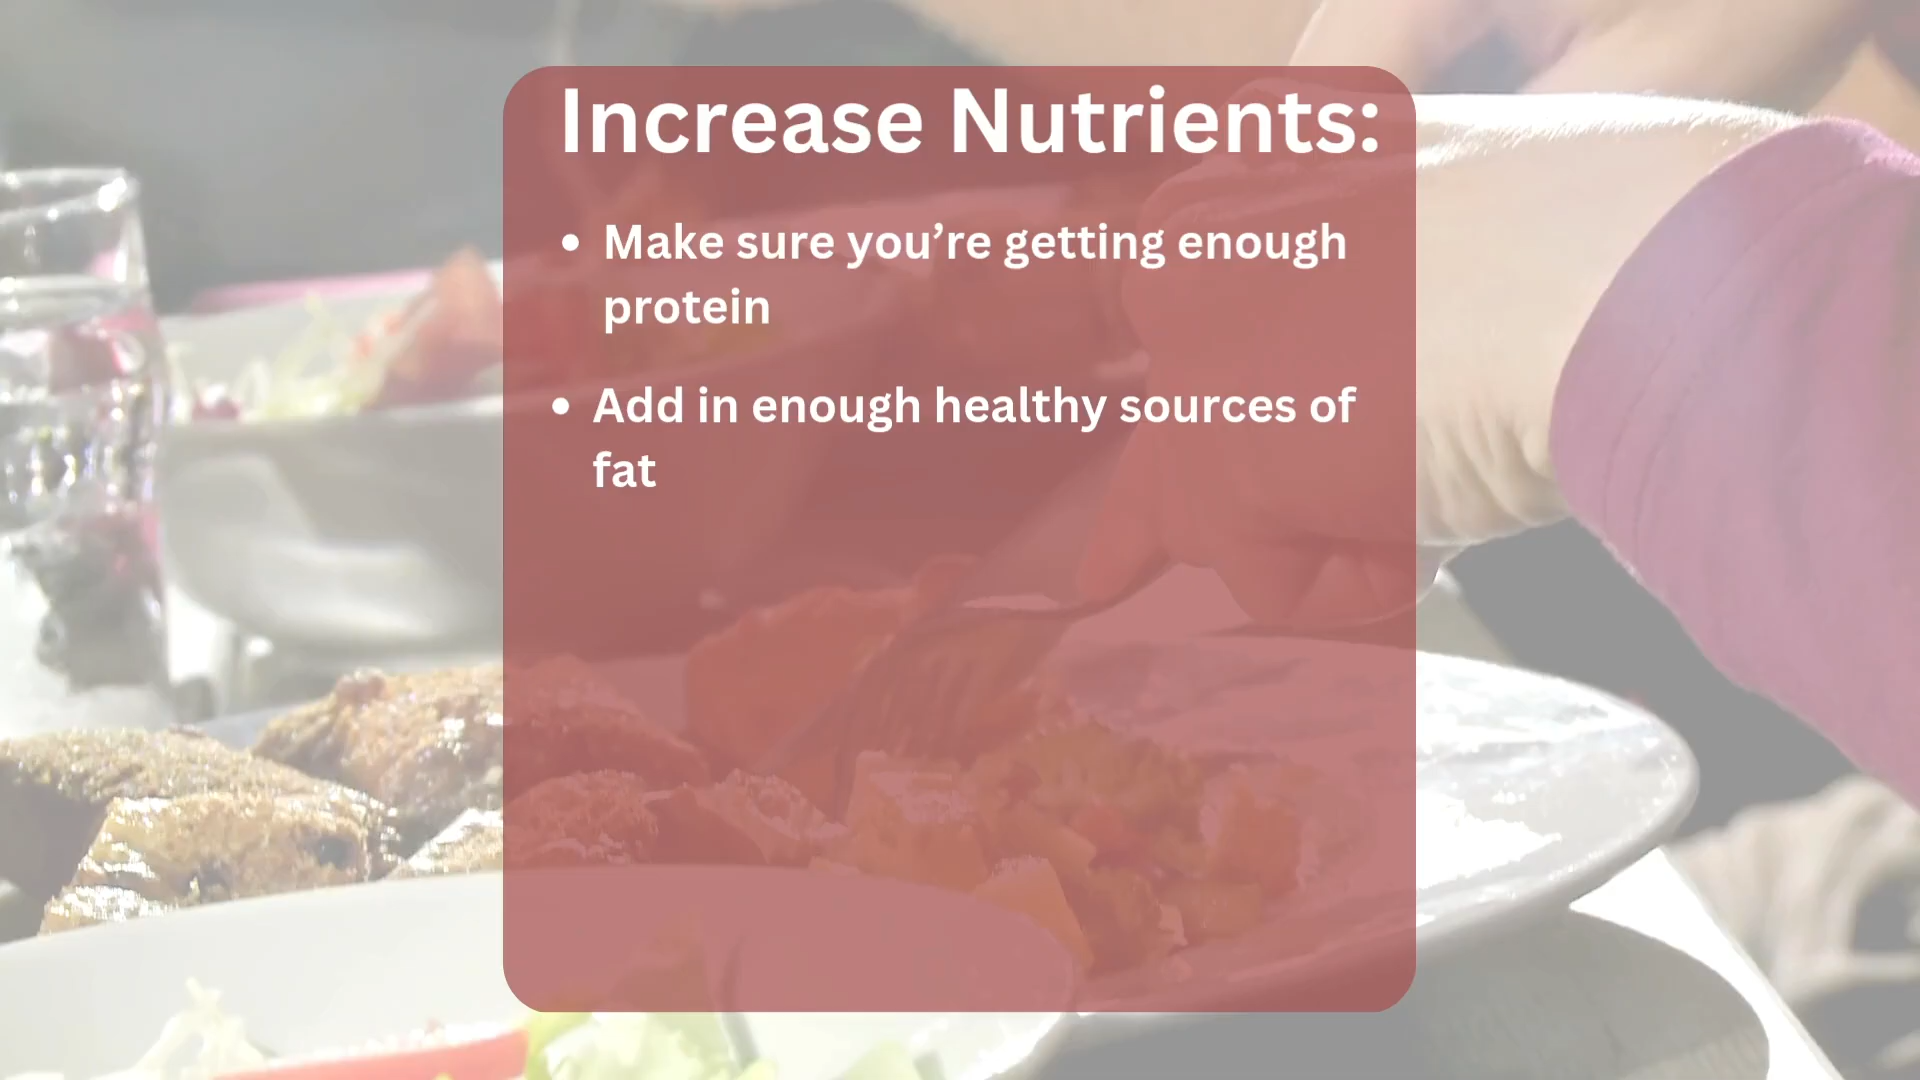 Increase Nutrients:
• Make sure you’re getting enough
protein
• Add in enough healthy sources of
fat